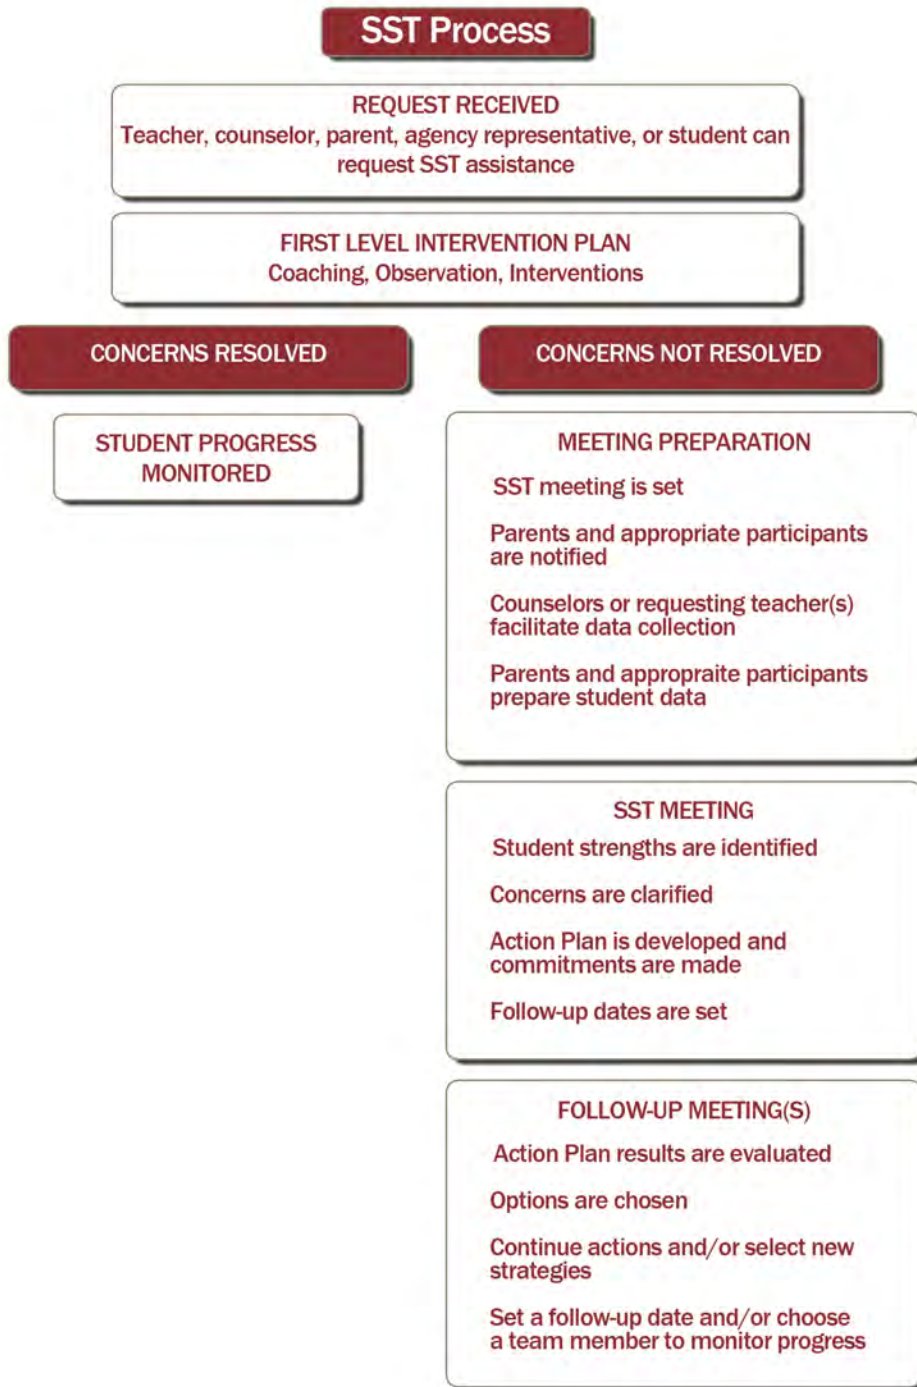 SST Process
REQUEST RECEIVED
Teacher, counselor, parent, agency representative, or student can
request SST assistance
FIRST LEVEL INTERVENTION PLAN
Coaching, Observation, Interventions
CONCERNS RESOLVED
STUDENT PROGRESS
MONITORED
CONCERNS NOT RESOLVED
MEETING PREPARATION
SST meeting is set
Parents and appropriate participants
are notified
Counselors or requesting teacher(s)
facilitate data collection
Parents and appropraite participants
prepare student data
SST MEETING
Student strengths are identified
Concerns are clarified
Action Plan is developed and
commitments are made
Follow-up dates are set
FOLLOW-UP MEETING(S)
Action Plan results are evaluated
Options are chosen
Continue actions and/or select new
strategies
Set a follow-up date and/or choose
a team member to monitor progress